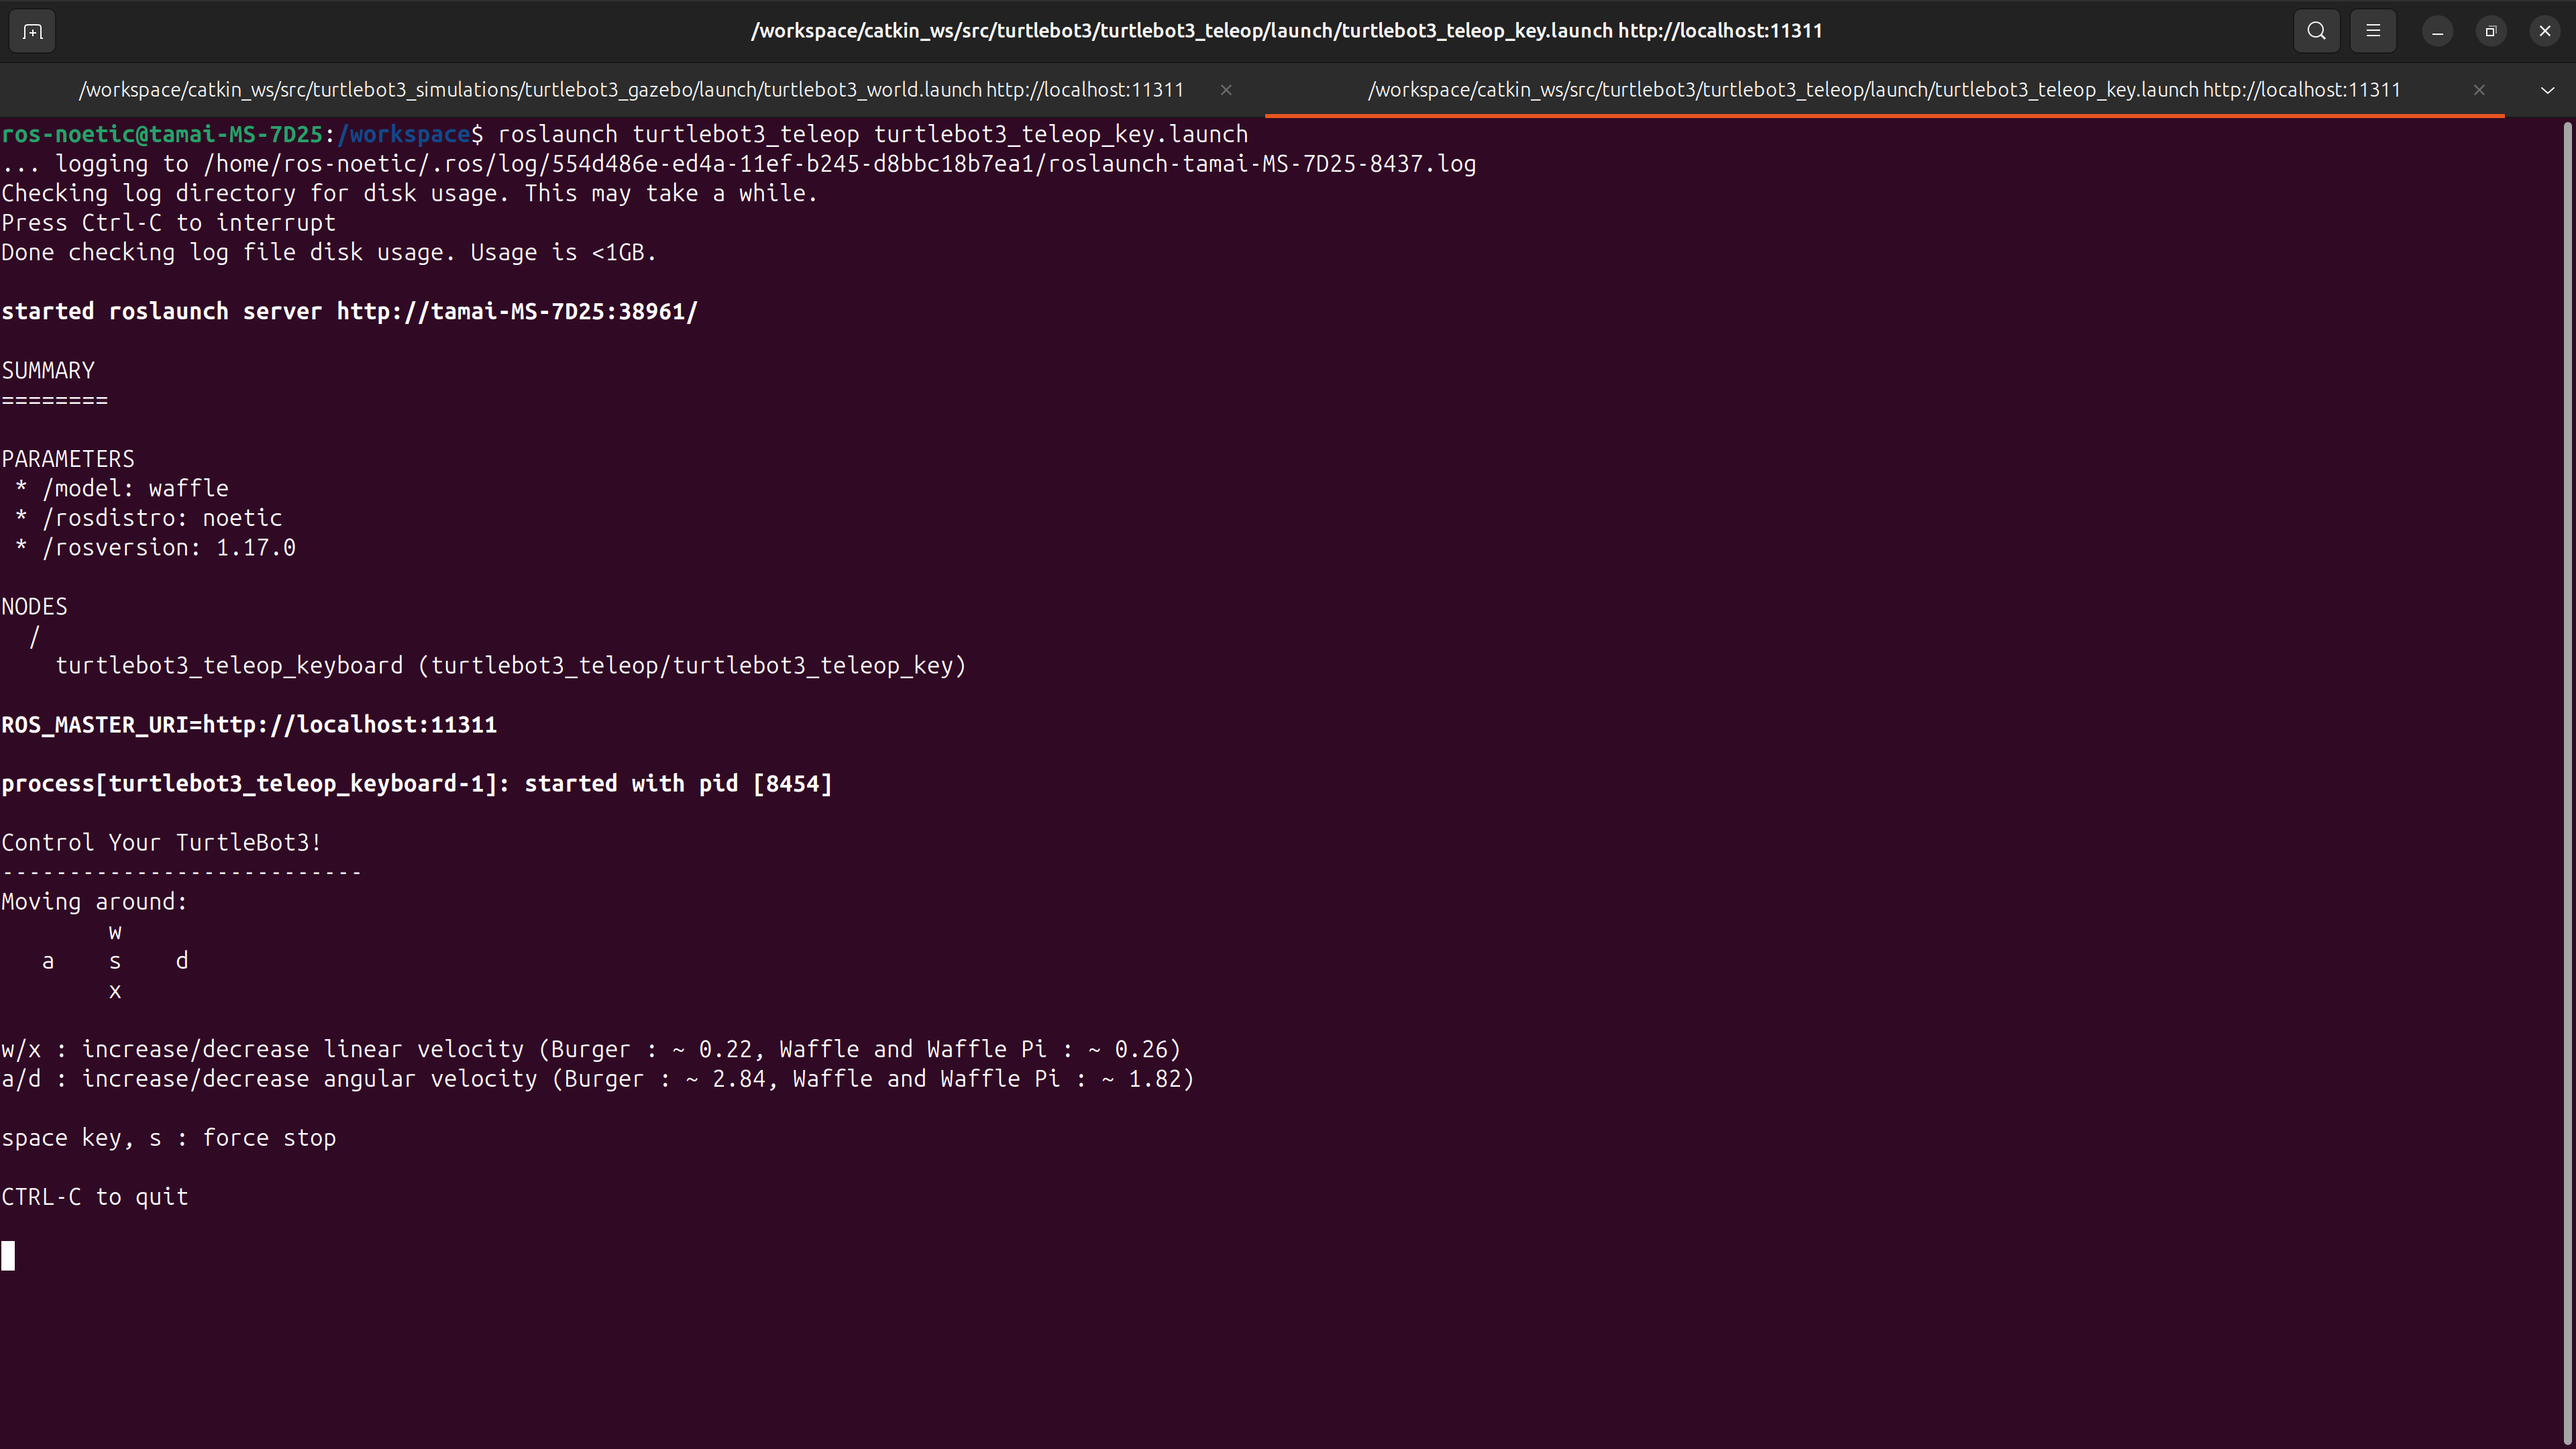 /workspace/catkin_ws/src/turtlebot3/turtlebot3_teleop/launch/turtlebot3_teleop_key.launch http://localhost:11311
/workspace/catkin_ws/src/turtlebot3_simulations/turtlebot3_gazebo/launch/turtlebot3_world.launch http://localhost:11311
/workspace/catkin_ws/src/turtlebot3/turtlebot3_teleop/launch/turtlebot3_teleop_key.launch http://localhost:11311
ros-noetic@tamai-MS-7D25:/workspace$ roslaunch turtlebot3_teleop turtlebot3_teleop_key.launch
... logging to /home/ros-noetic/.ros/log/554d486e-ed4a-11ef-b245-d8bbc18b7ea1/roslaunch-tamai-MS-7D25-8437.log
Checking log directory for disk usage. This may take a while.
Press Ctrl-C to interrupt
Done checking log file disk usage. Usage is <1GB.
started roslaunch server http://tamai-MS-7D25:38961/
SUMMARY
========
PARAMETERS
 * /model: waffle
 * /rosdistro: noetic
 * /rosversion: 1.17.0
NODES
  /
    turtlebot3_teleop_keyboard (turtlebot3_teleop/turtlebot3_teleop_key)
ROS_MASTER_URI=http://localhost:11311
process[turtlebot3_teleop_keyboard-1]: started with pid [8454]
Control Your TurtleBot3!
---------------------------
Moving around:
        w
   a    s    d
        x
w/x : increase/decrease linear velocity (Burger : ~ 0.22, Waffle and Waffle Pi : ~ 0.26)
a/d : increase/decrease angular velocity (Burger : ~ 2.84, Waffle and Waffle Pi : ~ 1.82)
space key, s : force stop
CTRL-C to quit